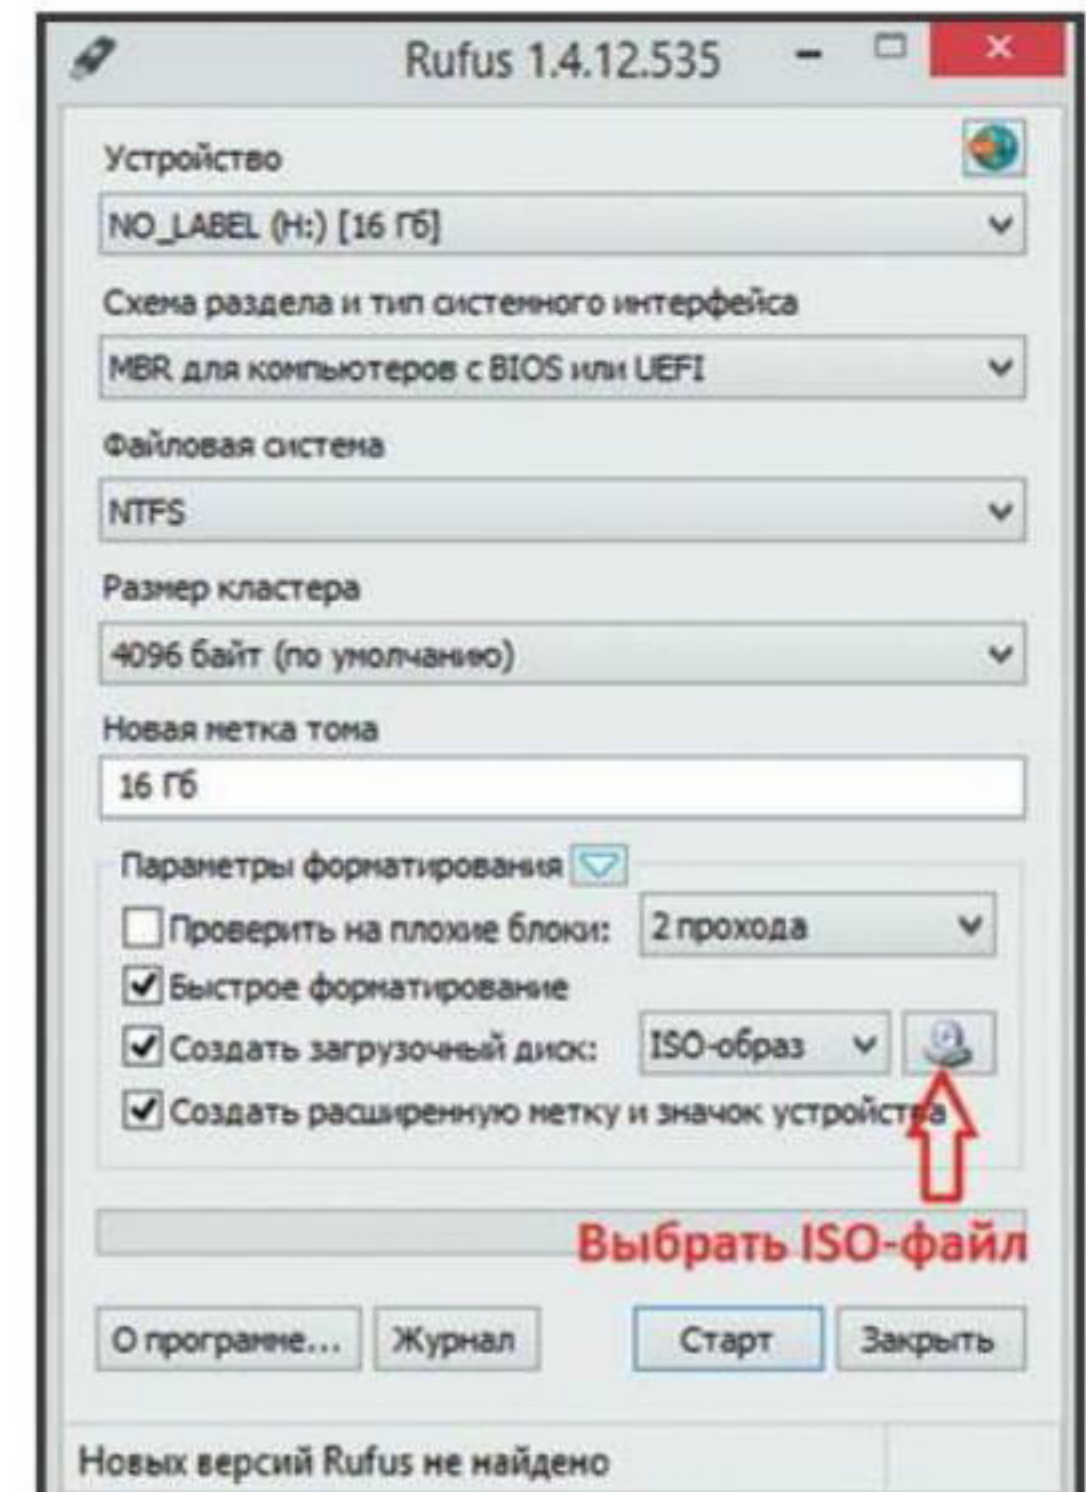 Rufus 1.4.12.535
Устройство
NO_LABEL (H:) [16 Гб]
Схема раздела и тип системного интерфейса
MBR для компьютеров с BIOS или UEFI
Файловая система
NTFS
Размер кластера
4096 байт (по умолчанию)
Новая метка тома
16 Гб
Параметры форматирования
Проверить на плохие блоки: 2 прохода
Быстрое форматирование
Создать загрузочный диск: ISO-образ
Создать расширенную метку и значок устройства
Выбрать ISO-файл
О программе... Журнал Старт Закрыть
Новых версий Rufus не найдено